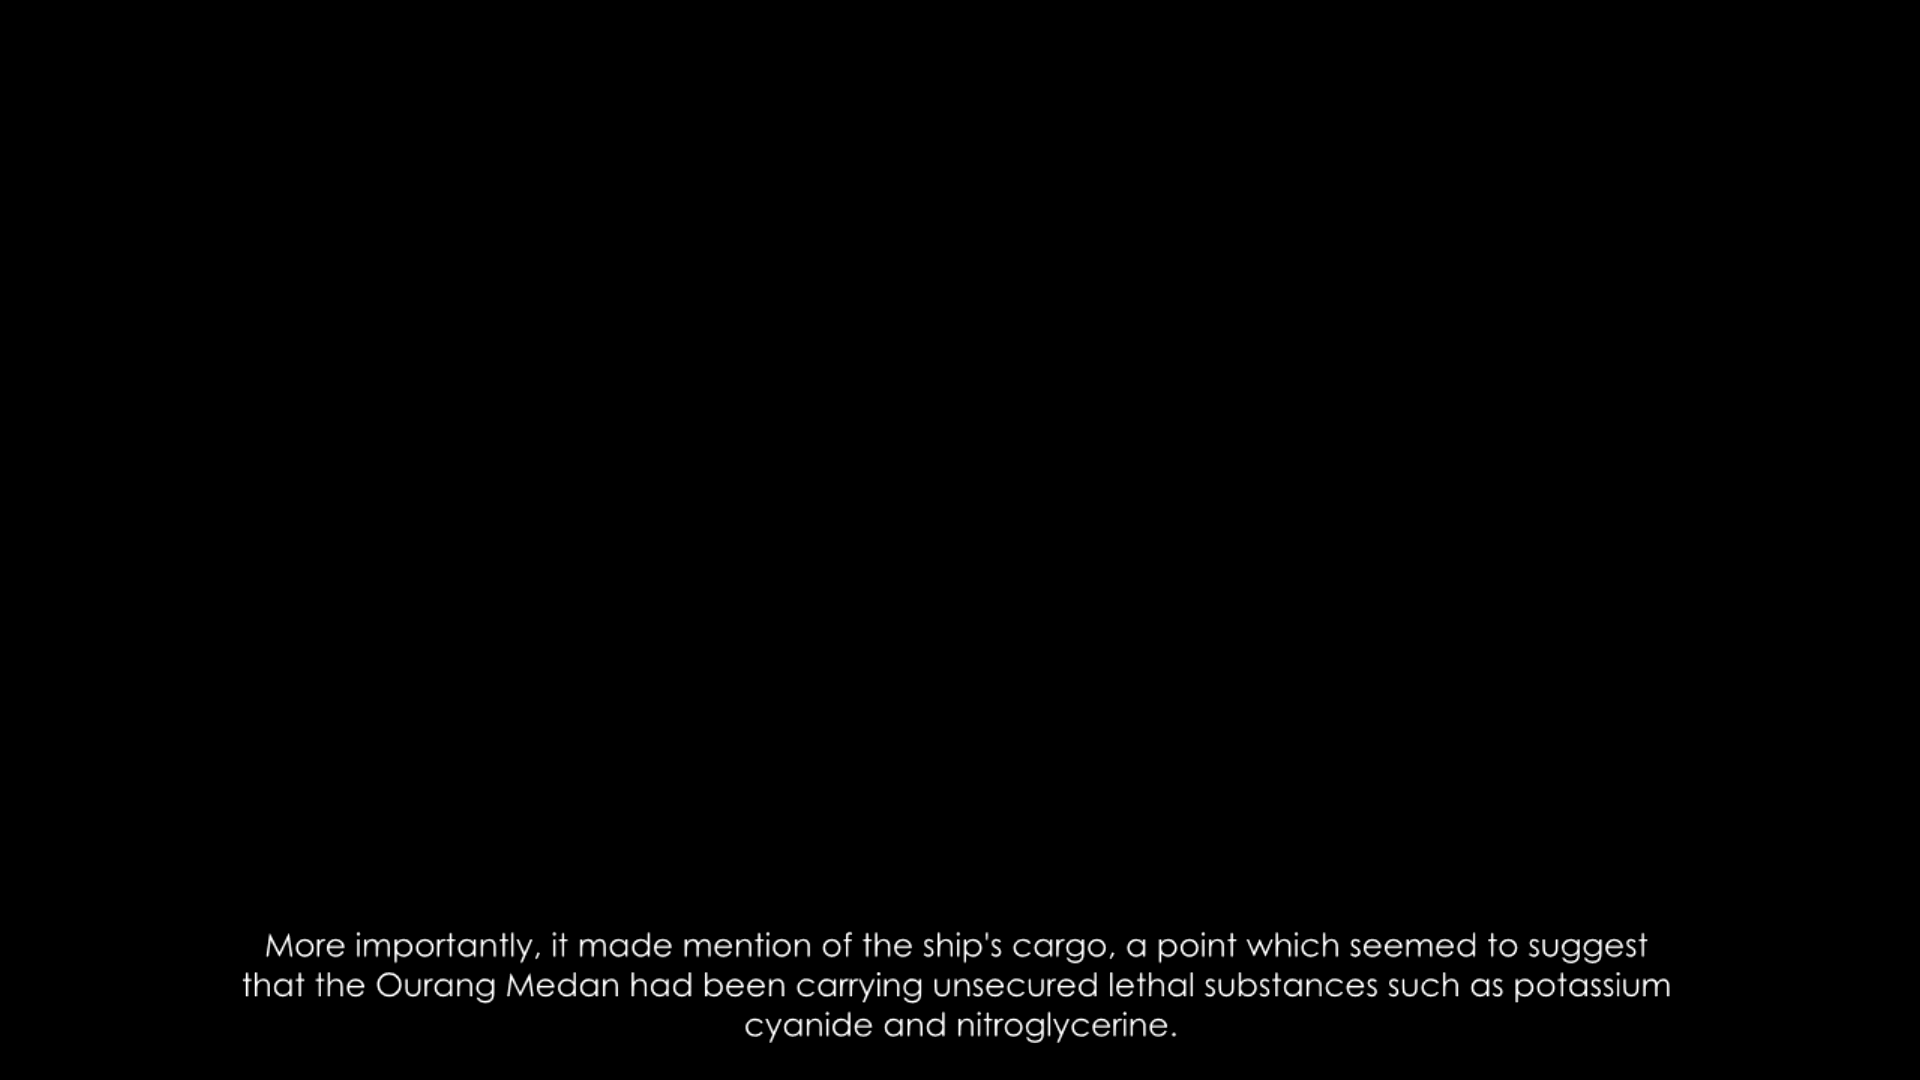 More importantly, it made mention of the ship's cargo, a point which seemed to suggest
that the Ourang Medan had been carrying unsecured lethal substances such as potassium
cyanide and nitroglycerine.